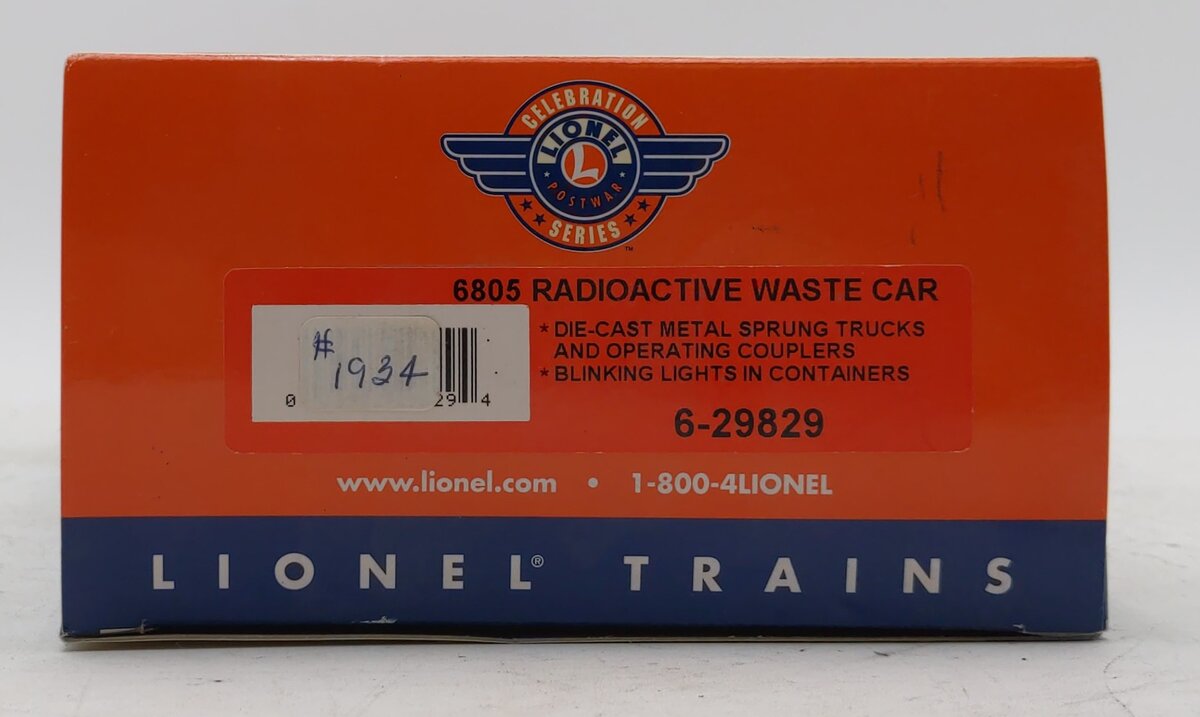 CELEBRATION
LIONEL
L
POSTWAR
SERIES
™
6805 RADIOACTIVE WASTE CAR
* DIE-CAST METAL SPRUNG TRUCKS
AND OPERATING COUPLERS
* BLINKING LIGHTS IN CONTAINERS
# 1934
0 29 4
6-29829
www.lionel.com • 1-800-4LIONEL
LIONEL® TRAINS